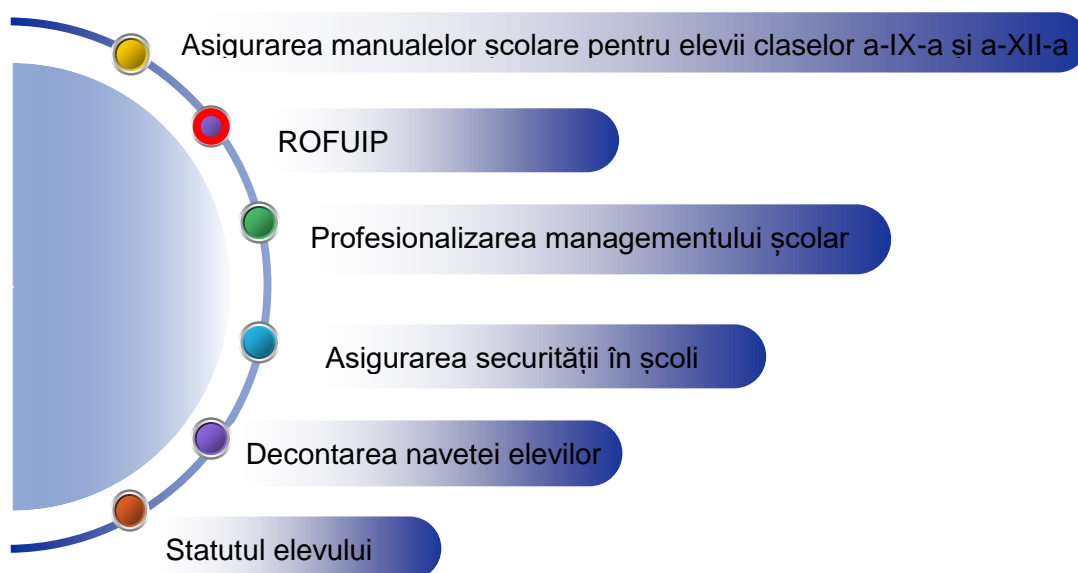 Asigurarea manualelor școlare pentru elevii claselor a-IX-a și a-XII-a
ROFUIP
Profesionalizarea managementului școlar
Asigurarea securității în școli
Decontarea navetei elevilor
Statutul elevului